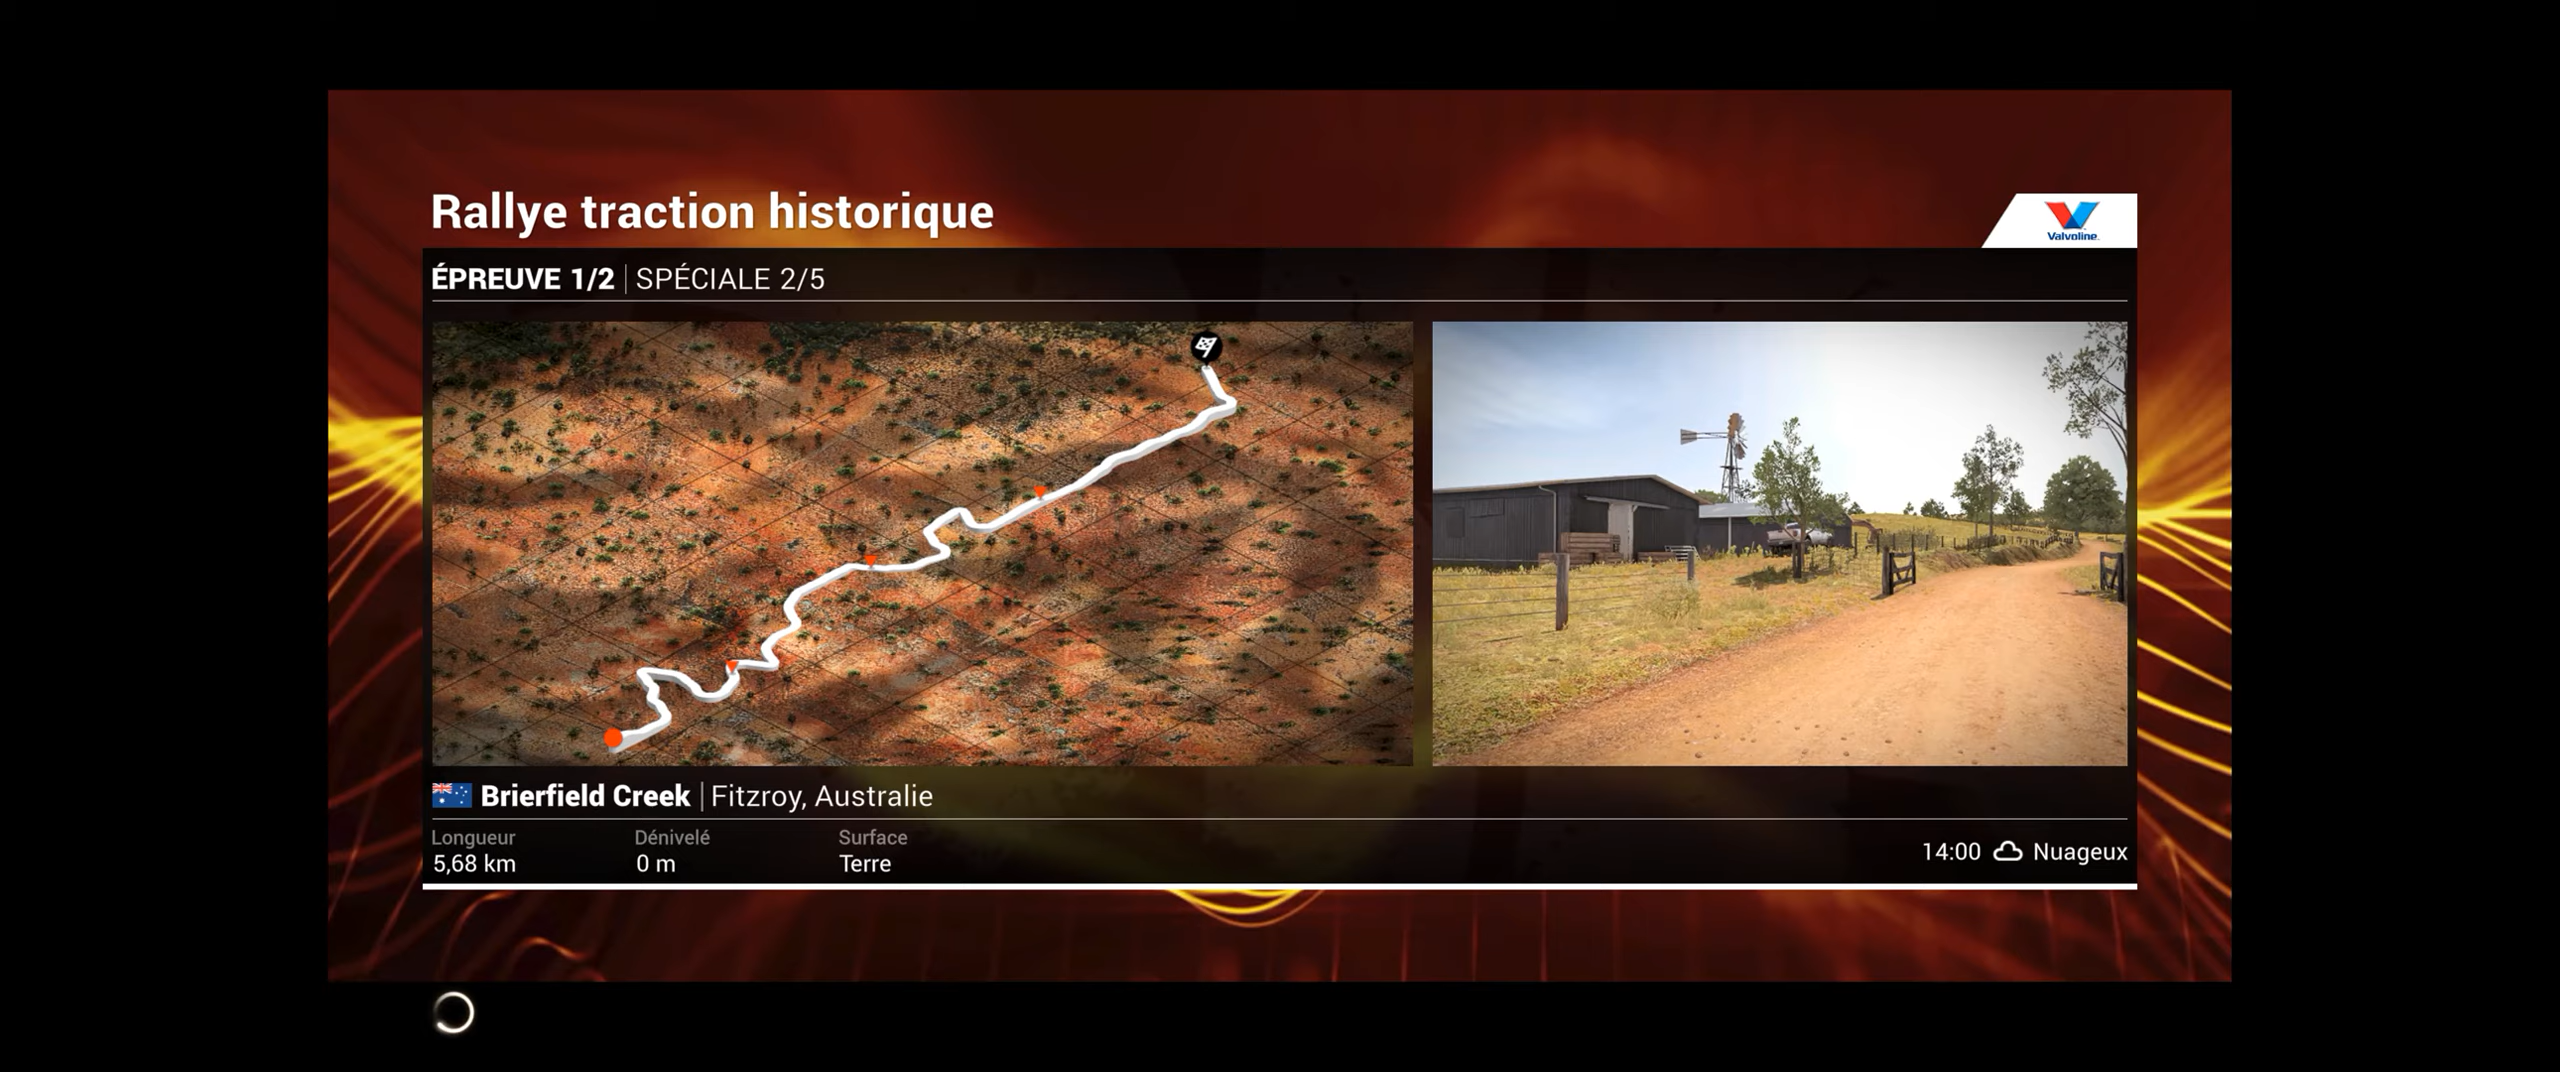 Rallye traction historique
Valvoline
ÉPREUVE 1/2 | SPÉCIALE 2/5
Brierfield Creek | Fitzroy, Australie
Longueur Dénivelé Surface
5,68 km 0 m Terre
14:00 Nuageux